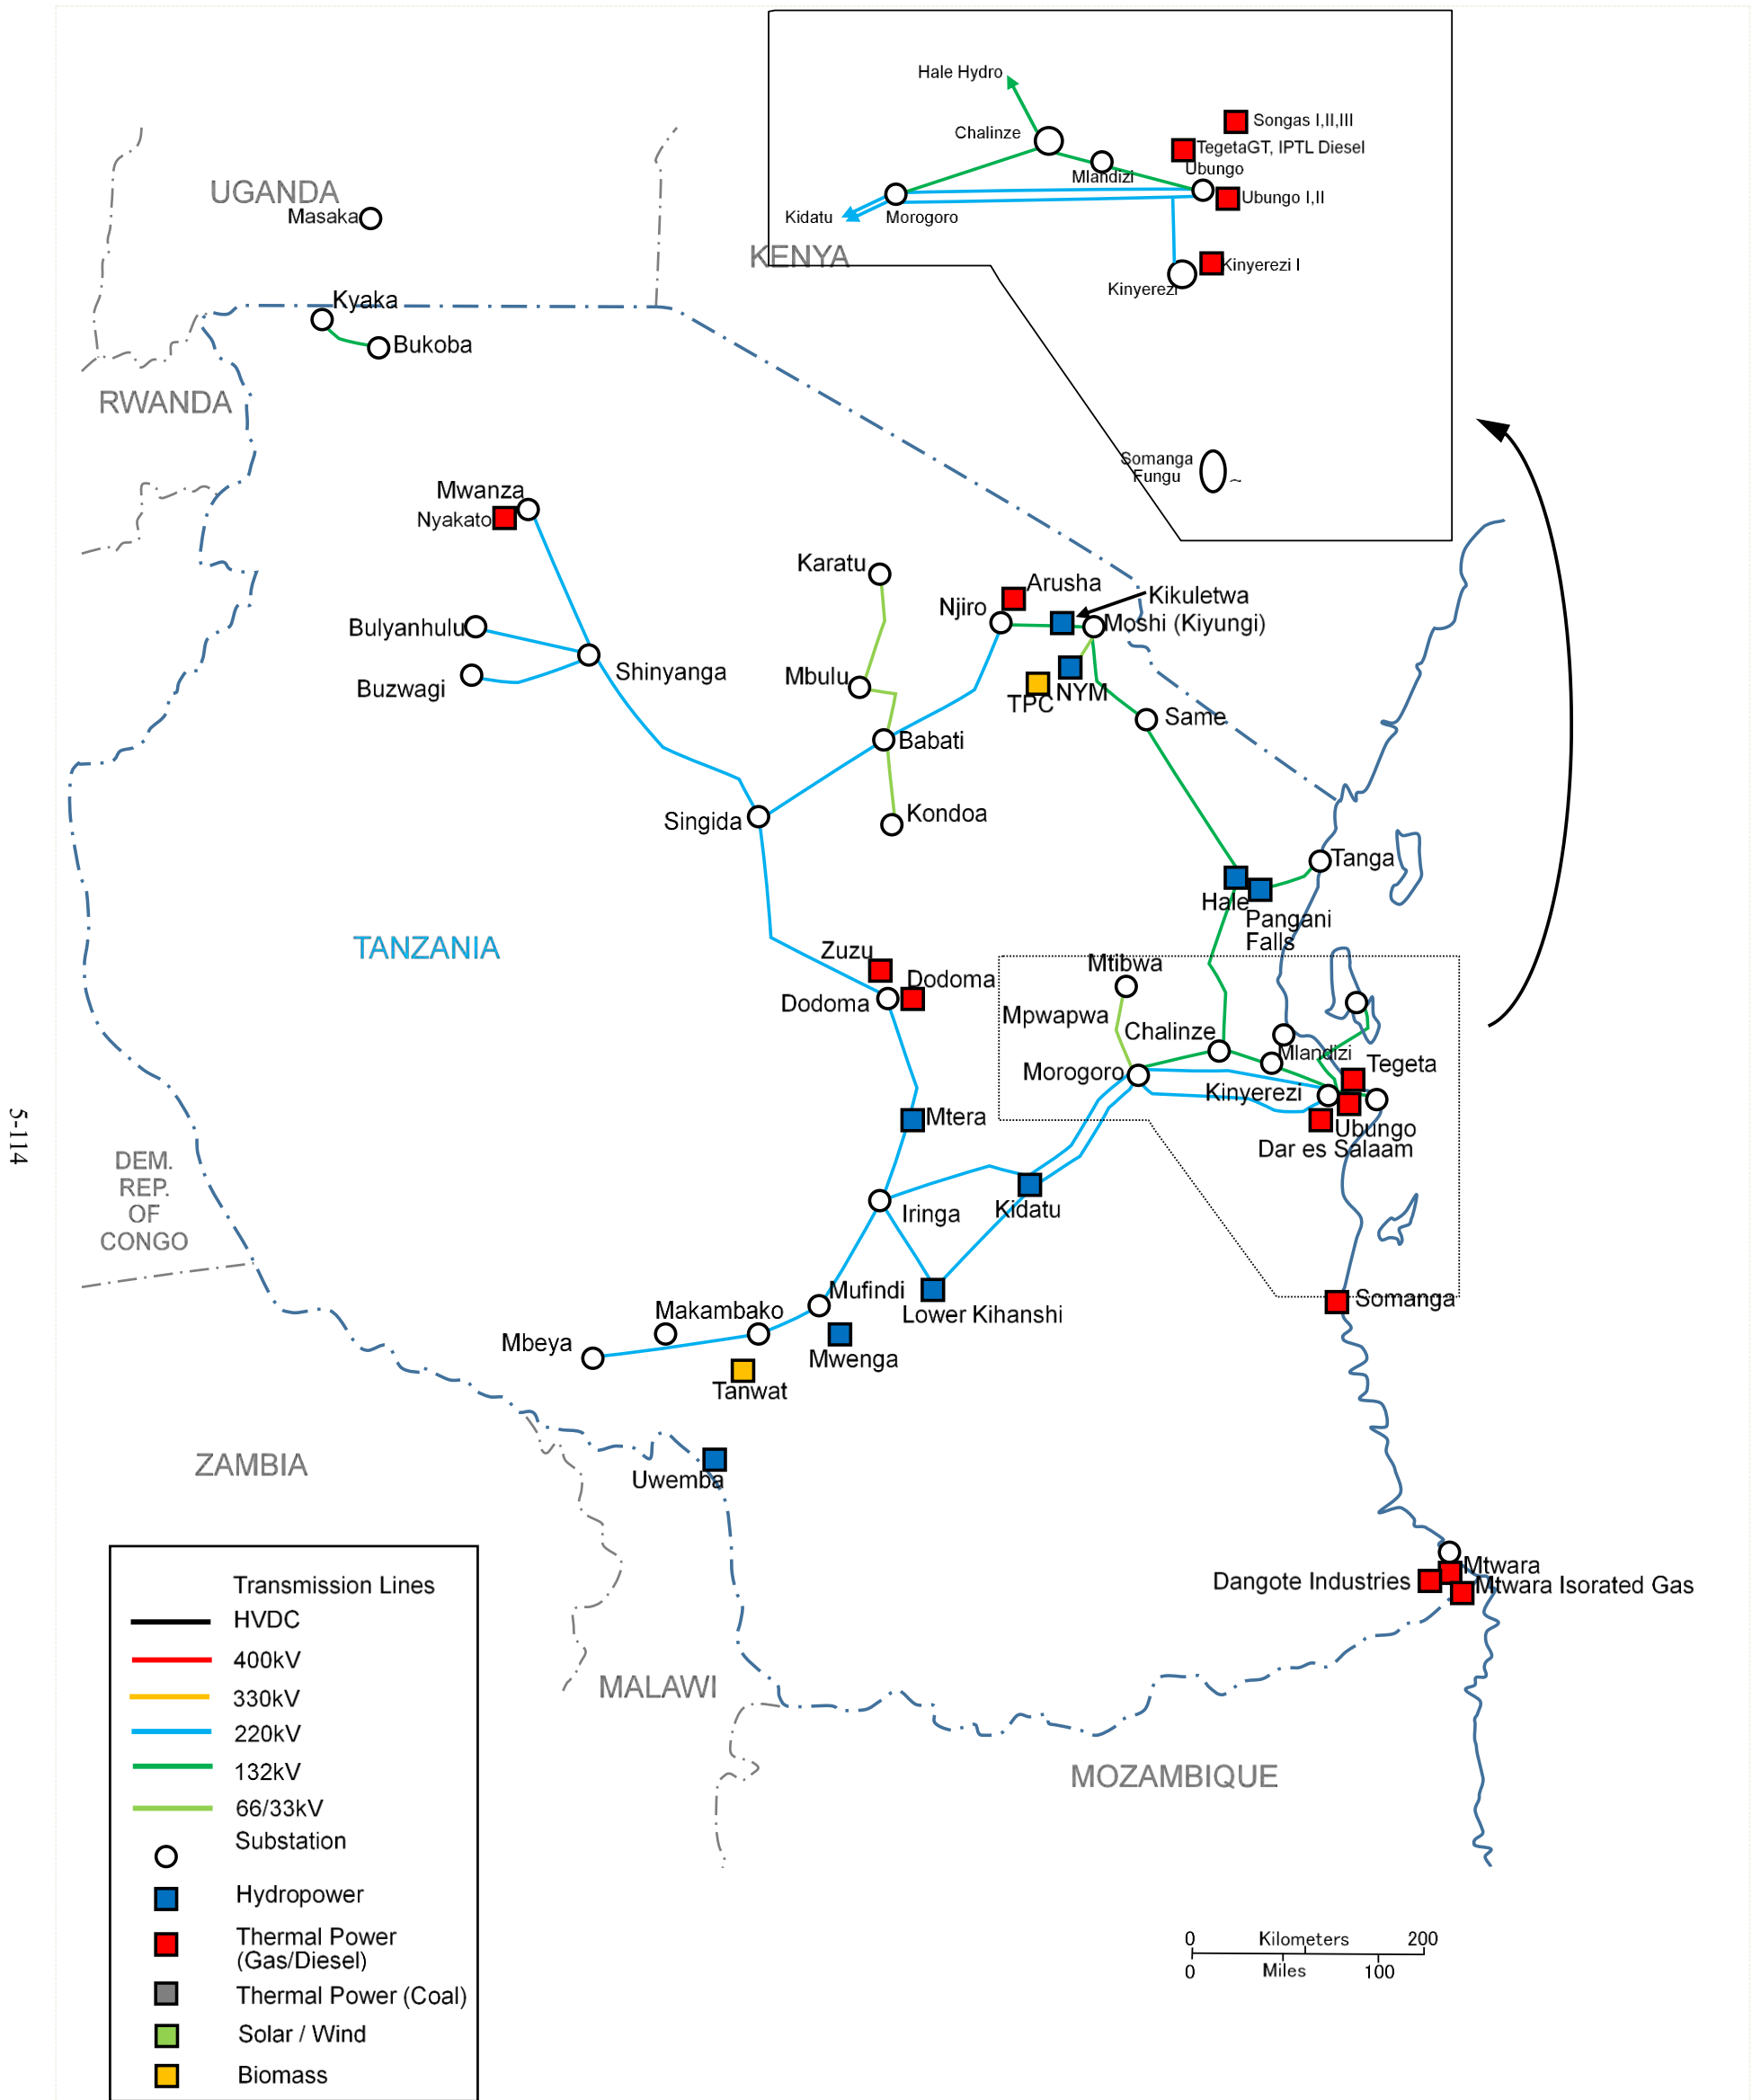 Hale Hydro
Chalinze
Mlandizi
Songas I,II,III
TegetaGT, IPTL Diesel
Ubungo
Ubungo I,II
Kidatu
Morogoro
Kinyerezi
Kinyerezi I
Somanga
Fungu
~
UGANDA
Masaka
KENYA
Kyaka
Bukoba
RWANDA
Mwanza
Nyakato
Bulyanhulu
Buzwagi
Shinyanga
Karatu
Mbulu
Babati
Kondoa
Singida
Njiro
Arusha
Kikuletwa
Moshi (Kiyungi)
TPC
NYM
Same
Tanga
Hale
Pangani
Falls
TANZANIA
Zuzu
Dodoma
Dodoma
Mtibwa
Mpwapwa
Chalinze
Mlandizi
Morogoro
Kinyerezi
Tegeta
Ubungo
Dar es Salaam
Mtera
Iringa
Kidatu
5-114
DEM.
REP.
OF
CONGO
Mufindi
Makambako
Lower Kihanshi
Mbeya
Mwenga
Tanwat
Somanga
ZAMBIA
Uwemba
Dangote Industries
Mtwara
Mtwara Isorated Gas
MALAWI
MOZAMBIQUE
Transmission Lines
HVDC
400kV
330kV
220kV
132kV
66/33kV
Substation
Hydropower
Thermal Power
(Gas/Diesel)
Thermal Power (Coal)
Solar / Wind
Biomass
0 Kilometers 200
0 Miles 100